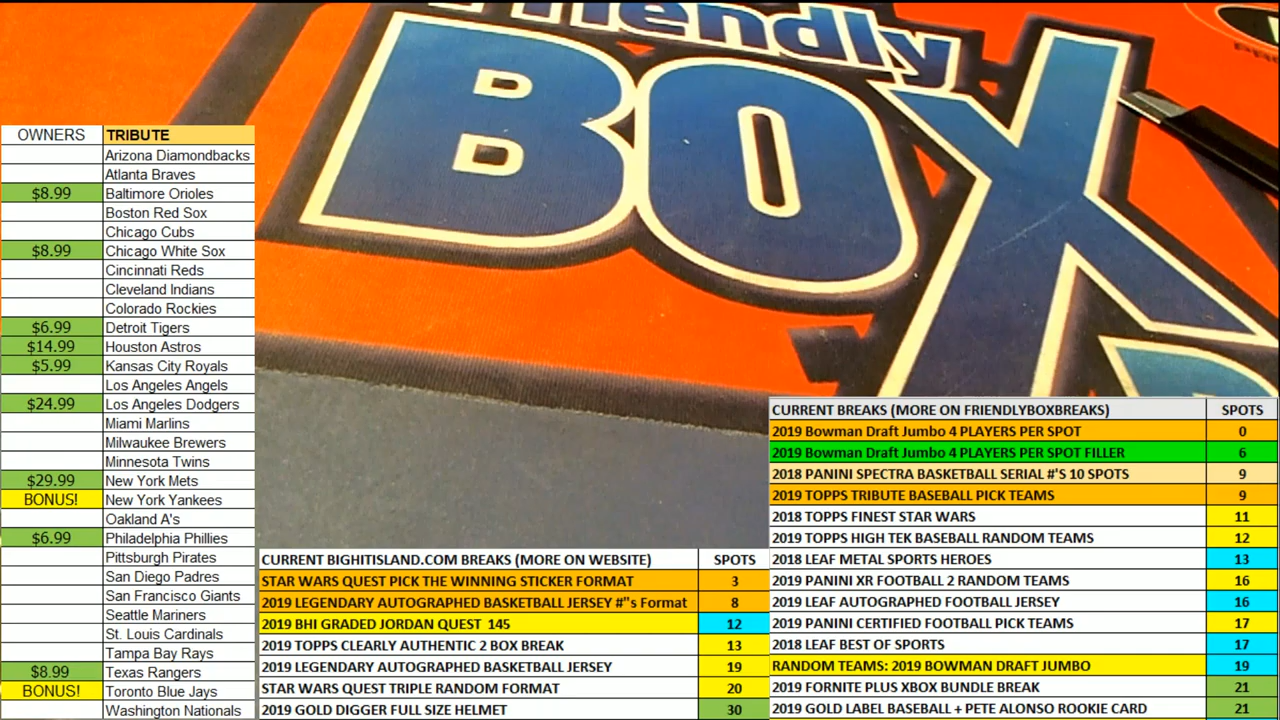 Friendly
BOX
OWNERS TRIBUTE
Arizona Diamondbacks
Atlanta Braves
$8.99 Baltimore Orioles
Boston Red Sox
Chicago Cubs
$8.99 Chicago White Sox
Cincinnati Reds
Cleveland Indians
Colorado Rockies
$6.99 Detroit Tigers
$14.99 Houston Astros
$5.99 Kansas City Royals
Los Angeles Angels
$24.99 Los Angeles Dodgers
Miami Marlins
Milwaukee Brewers
Minnesota Twins
$29.99 New York Mets
BONUS! New York Yankees
Oakland A's
$6.99 Philadelphia Phillies
Pittsburgh Pirates
San Diego Padres
San Francisco Giants
Seattle Mariners
St. Louis Cardinals
Tampa Bay Rays
$8.99 Texas Rangers
BONUS! Toronto Blue Jays
Washington Nationals
CURRENT BIGHITISLAND.COM BREAKS (MORE ON WEBSITE) SPOTS
STAR WARS QUEST PICK THE WINNING STICKER FORMAT 3
2019 LEGENDARY AUTOGRAPHED BASKETBALL JERSEY #"s Format 8
2019 BHI GRADED JORDAN QUEST 145 12
2019 TOPPS CLEARLY AUTHENTIC 2 BOX BREAK 13
2019 LEGENDARY AUTOGRAPHED BASKETBALL JERSEY 19
STAR WARS QUEST TRIPLE RANDOM FORMAT 20
2019 GOLD DIGGER FULL SIZE HELMET 30
CURRENT BREAKS (MORE ON FRIENDLYBOXBREAKS) SPOTS
2019 Bowman Draft Jumbo 4 PLAYERS PER SPOT 0
2019 Bowman Draft Jumbo 4 PLAYERS PER SPOT FILLER 6
2018 PANINI SPECTRA BASKETBALL SERIAL #'S 10 SPOTS 9
2019 TOPPS TRIBUTE BASEBALL PICK TEAMS 9
2018 TOPPS FINEST STAR WARS 11
2019 TOPPS HIGH TEK BASEBALL RANDOM TEAMS 12
2018 LEAF METAL SPORTS HEROES 13
2019 PANINI XR FOOTBALL 2 RANDOM TEAMS 16
2019 LEAF AUTOGRAPHED FOOTBALL JERSEY 16
2019 PANINI CERTIFIED FOOTBALL PICK TEAMS 17
2018 LEAF BEST OF SPORTS 17
RANDOM TEAMS: 2019 BOWMAN DRAFT JUMBO 19
2019 FORNITE PLUS XBOX BUNDLE BREAK 21
2019 GOLD LABEL BASEBALL + PETE ALONSO ROOKIE CARD 21